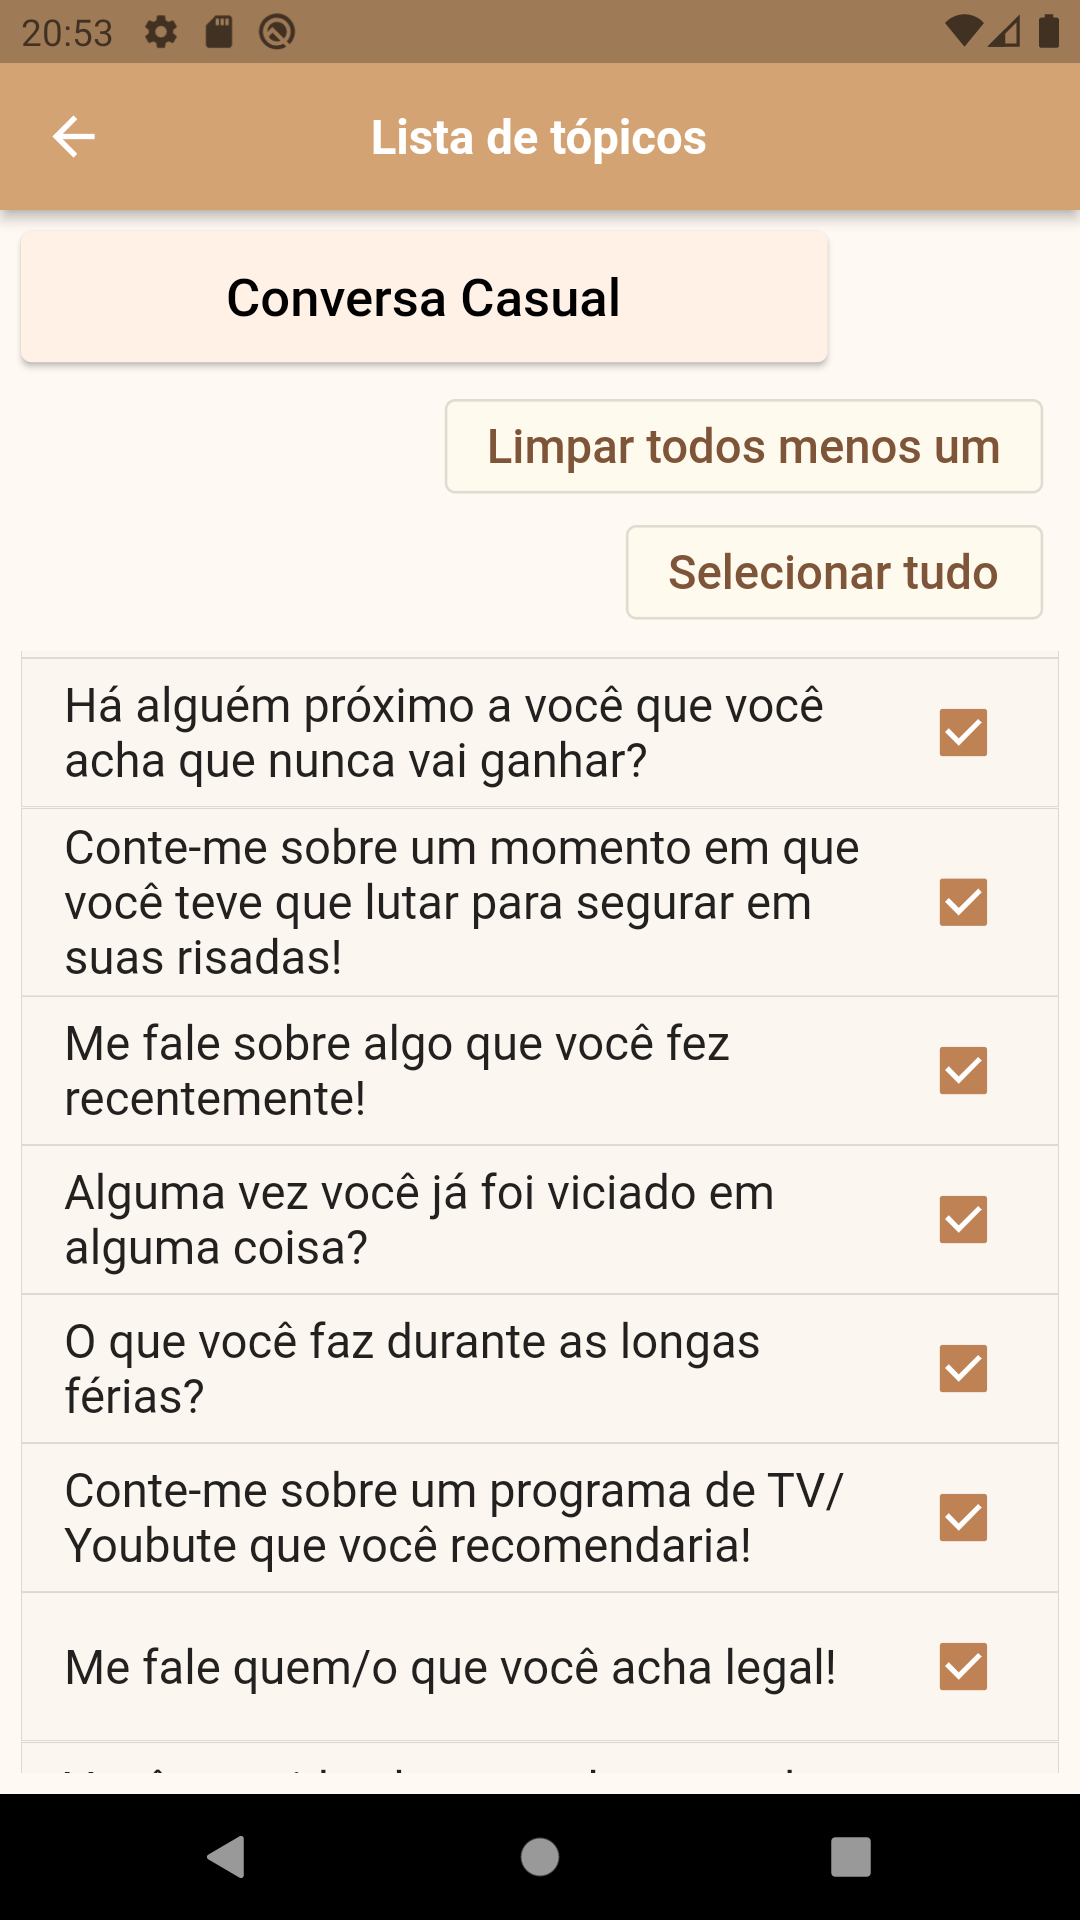 20:53
Lista de tópicos
Conversa Casual
Limpar todos menos um
Selecionar tudo
Há alguém próximo a você que você
acha que nunca vai ganhar?
Conte-me sobre um momento em que
você teve que lutar para segurar em
suas risadas!
Me fale sobre algo que você fez
recentemente!
Alguma vez você já foi viciado em
alguma coisa?
O que você faz durante as longas
férias?
Conte-me sobre um programa de TV/
Youbute que você recomendaria!
Me fale quem/o que você acha legal!